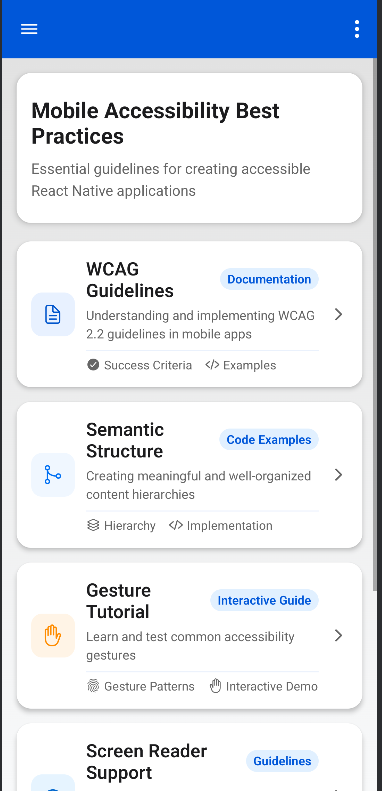 Mobile Accessibility Best
Practices
Essential guidelines for creating accessible
React Native applications
WCAG
Guidelines
Documentation
Understanding and implementing WCAG
2.2 guidelines in mobile apps
Success Criteria
Examples
Semantic
Structure
Code Examples
Creating meaningful and well-organized
content hierarchies
Hierarchy
Implementation
Gesture
Tutorial
Interactive Guide
Learn and test common accessibility
gestures
Gesture Patterns
Interactive Demo
Screen Reader
Support
Guidelines